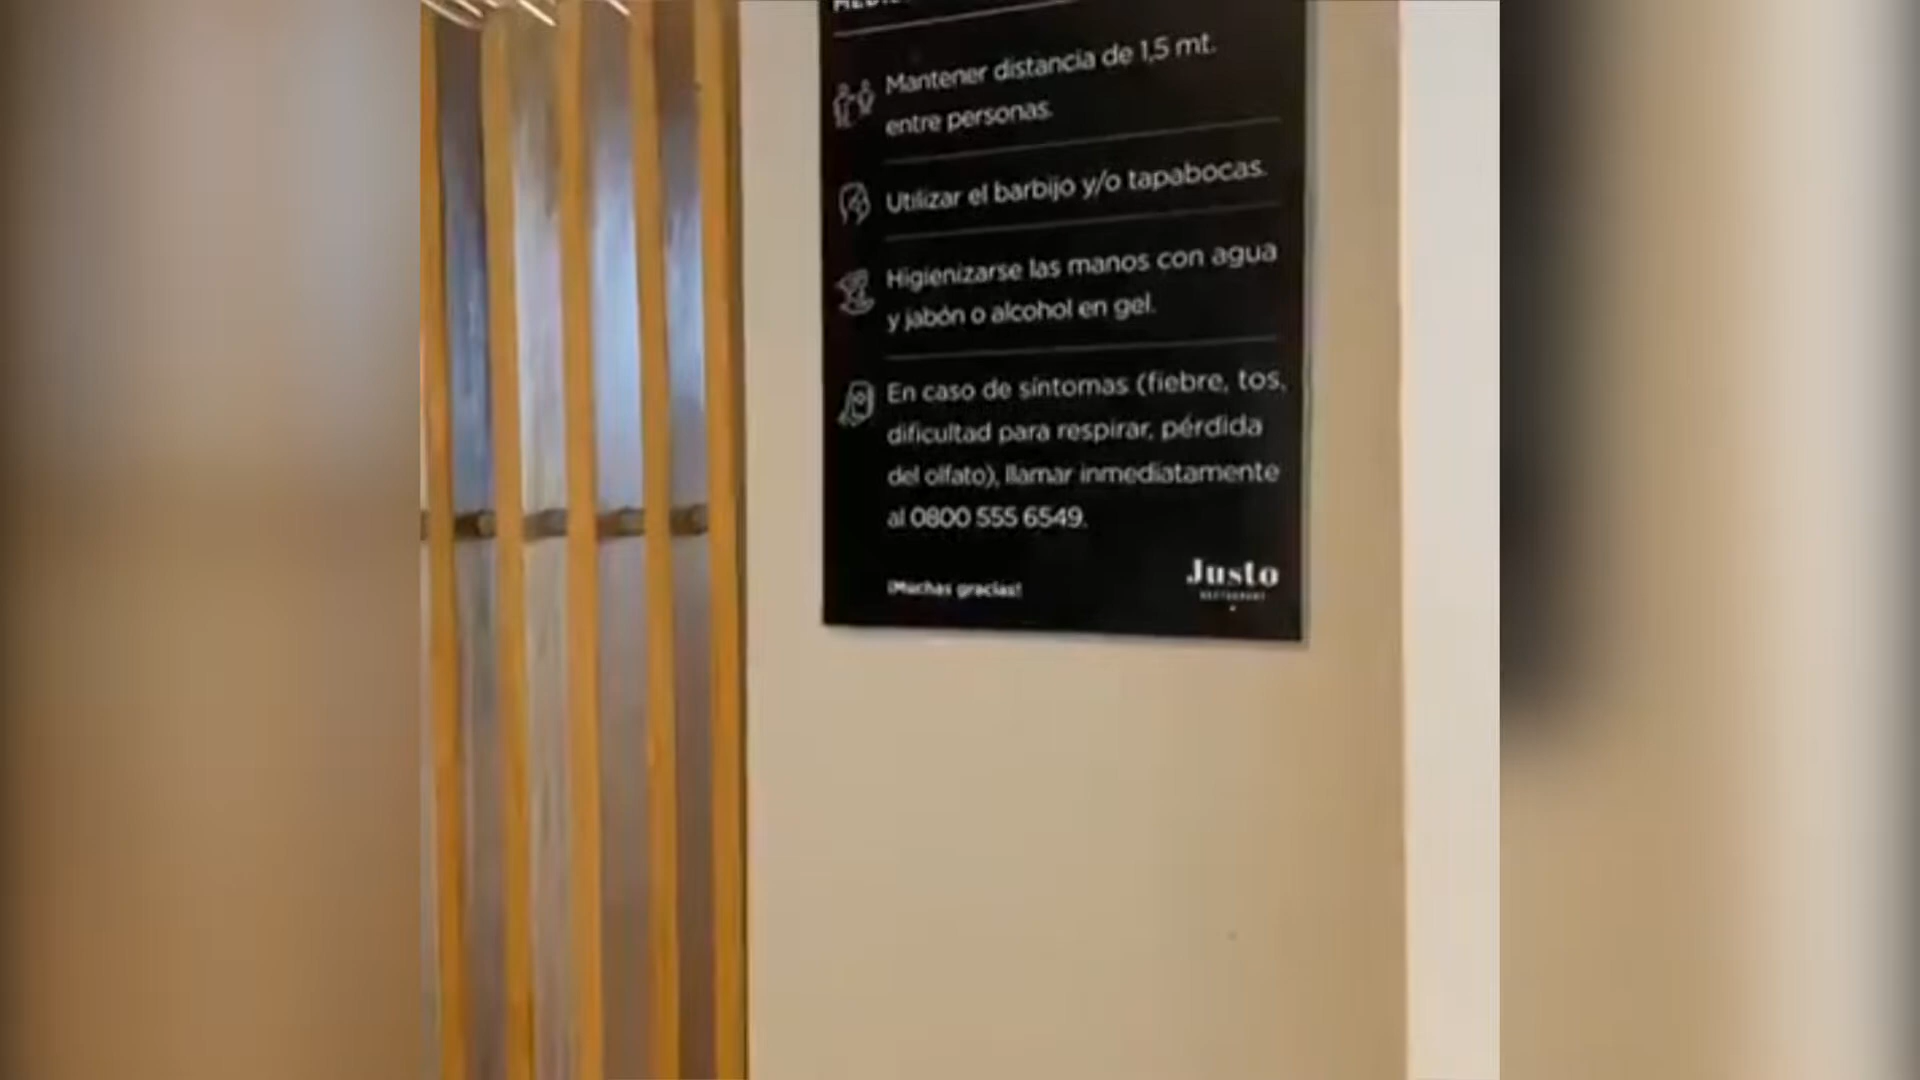 Mantener distancia de 1,5 mt.
entre personas.
Utilizar el barbijo y/o tapabocas.
Higienizarse las manos con agua
y jabón o alcohol en gel.
En caso de síntomas (fiebre, tos,
dificultad para respirar, pérdida
del olfato), llamar inmediatamente
al 0800 555 6549.
¡Muchas gracias!
Justo
RESTAURANT